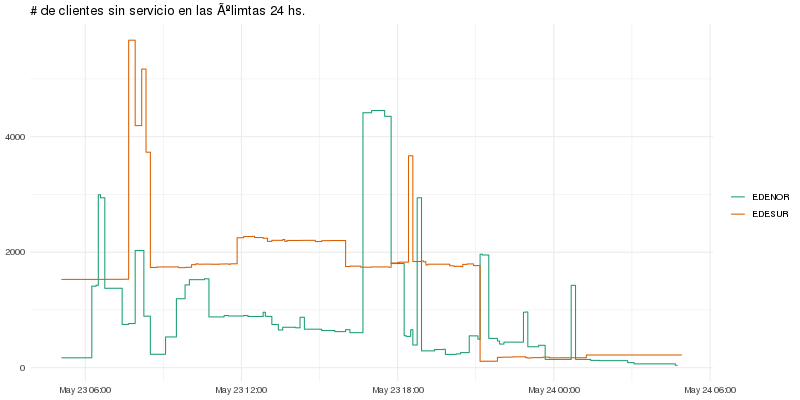 # de clientes sin servicio en las Ãºlimtas 24 hs.
4000
2000
0
May 23 06:00
May 23 12:00
May 23 18:00
May 24 00:00
May 24 06:00
EDENOR
EDESUR